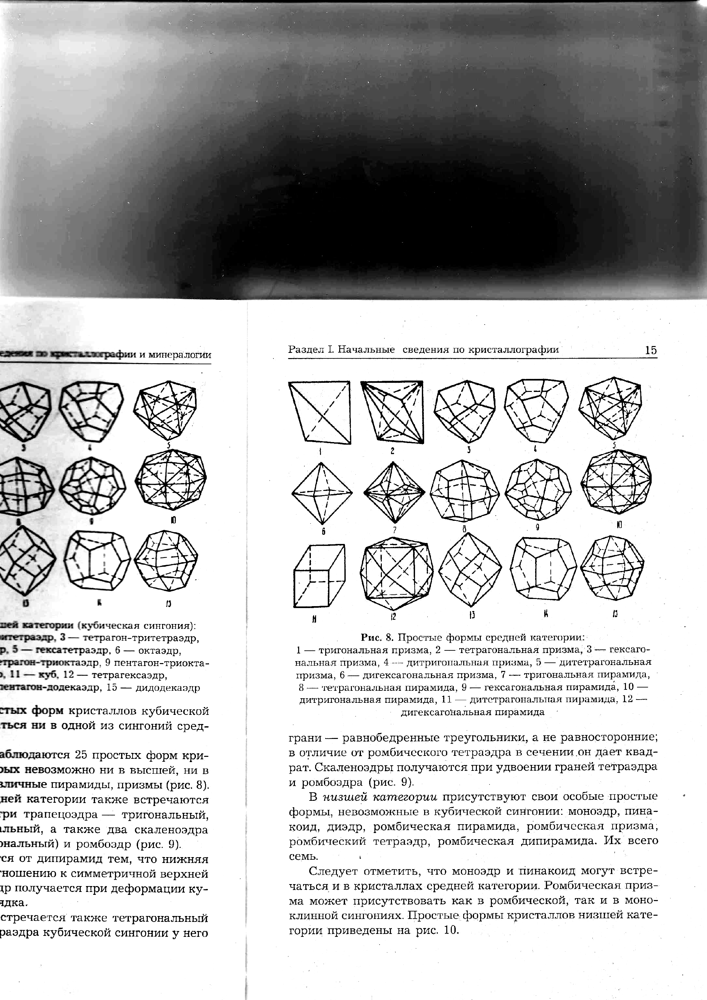 графии и минералогии
3
4
5
8
9
10
13
14
15
шей категории (кубическая сингония):
3 — тетрагон-тритетраэдр,
р, 5 — гексатетраэдр, 6 — октаэдр,
етрагон-триоктаэдр, 9 пентагон-триокта-
11 — куб, 12 — тетрагексаэдр,
пентагон-додекаэдр, 15 — дидодекаэдр
стых форм кристаллов кубической
ться ни в одной из сингоний сред-
аблюдаются 25 простых форм кри-
рых невозможно ни в высшей, ни в
зличные пирамиды, призмы (рис. 8).
ней категории также встречаются
три трапецоэдра — тригональный,
альный, а также два скаленоэдра
ональный) и ромбоэдр (рис. 9).
тся от дипирамид тем, что нижняя
тношению к симметричной верхней
др получается при деформации ку-
ядка.
стречается также тетрагональный
раэдра кубической сингонии у него
Раздел I. Начальные сведения по кристаллографии 15
1
2
3
4
5
6
7
8
9
10
11
12
13
14
15
Рис. 8. Простые формы средней категории:
1 — тригональная призма, 2 — тетрагональная призма, 3 — гексаго-
нальная призма, 4 — дитригональная призма, 5 — дитетрагональная
призма, 6 — дигексагональная призма, 7 — тригональная пирамида,
8 — тетрагональная пирамида, 9 — гексагональная пирамида, 10 —
дитригональная пирамида, 11 — дитетрагональная пирамида, 12 —
дигексагональная пирамида
грани — равнобедренные треугольники, а не равносторонние;
в отличие от ромбического тетраэдра в сечении он дает квад-
рат. Скаленоэдры получаются при удвоении граней тетраэдра
и ромбоэдра (рис. 9).
В низшей категории присутствуют свои особые простые
формы, невозможные в кубической сингонии: моноэдр, пина-
коид, диэдр, ромбическая пирамида, ромбическая призма,
ромбический тетраэдр, ромбическая дипирамида. Их всего
семь.
Следует отметить, что моноэдр и пинакоид могут встре-
чаться и в кристаллах средней категории. Ромбическая приз-
ма может присутствовать как в ромбической, так и в моно-
клинной сингониях. Простые формы кристаллов низшей кате-
гории приведены на рис. 10.